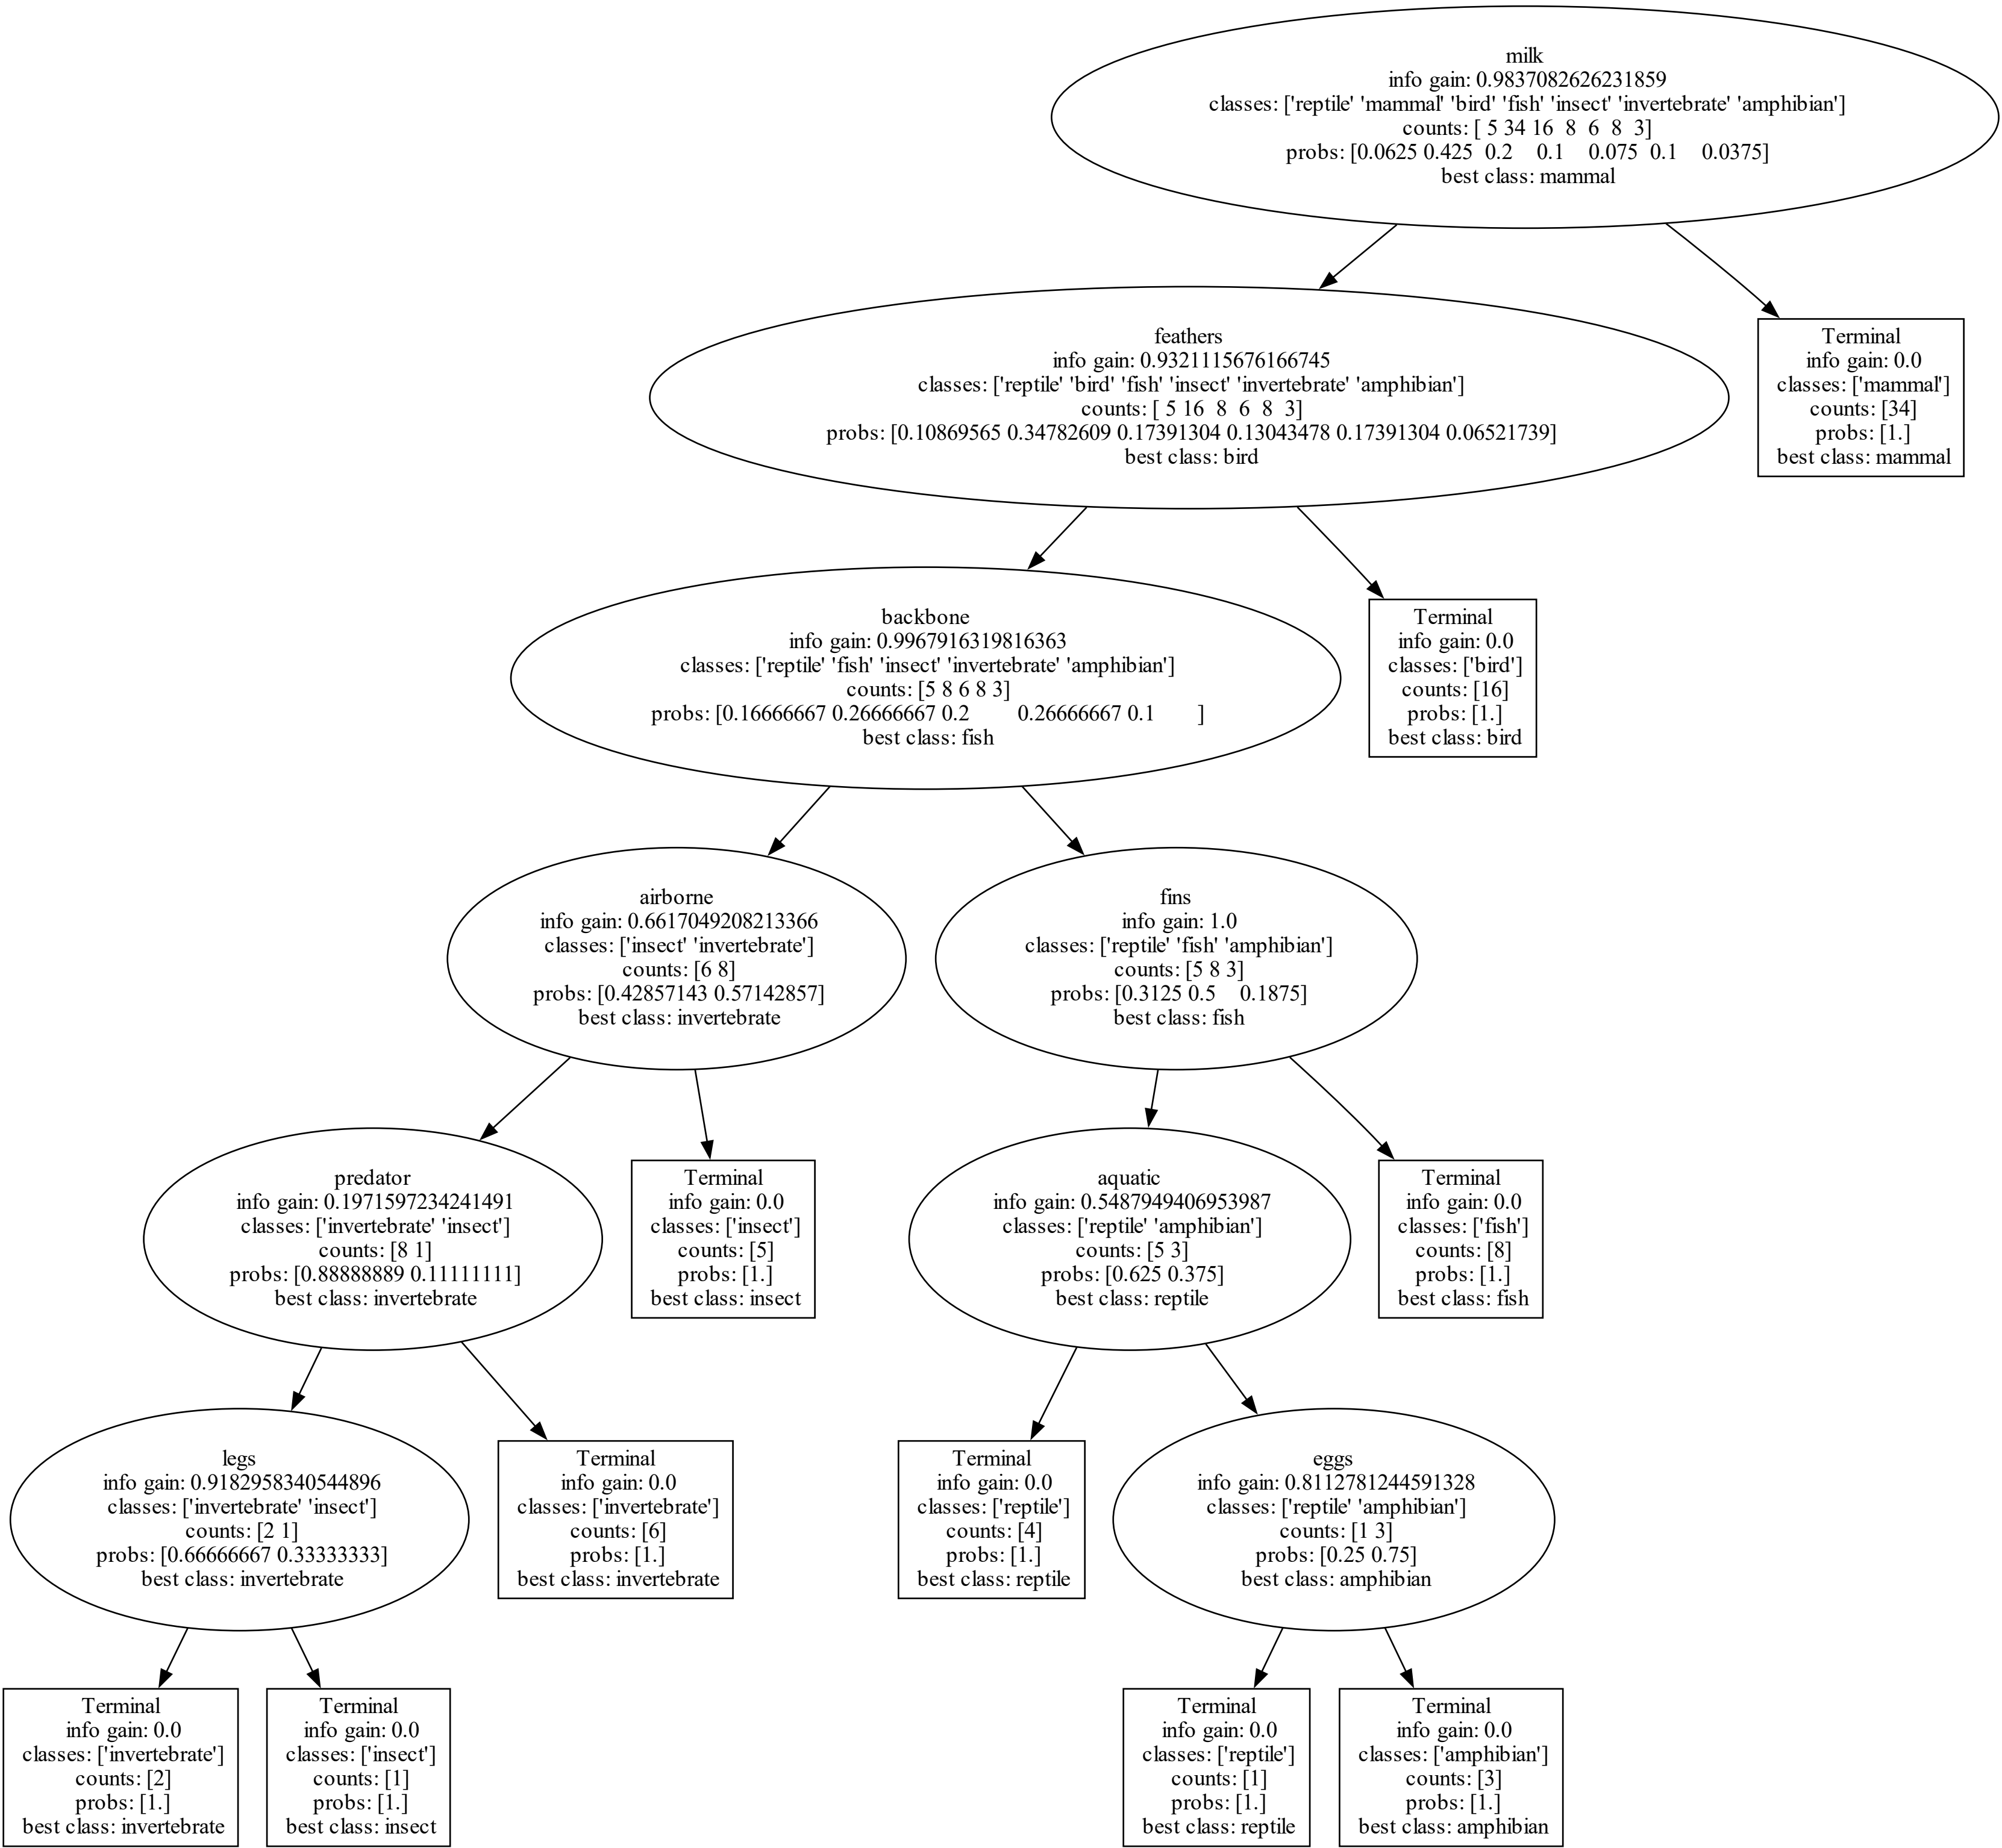 milk
info gain: 0.9837082626231859
classes: ['reptile' 'mammal' 'bird' 'fish' 'insect' 'invertebrate' 'amphibian']
counts: [ 5 34 16  8  6  8  3]
probs: [0.0625 0.425  0.2    0.1    0.075  0.1    0.0375]
best class: mammal
feathers
info gain: 0.9321115676166745
classes: ['reptile' 'bird' 'fish' 'insect' 'invertebrate' 'amphibian']
counts: [ 5 16  8  6  8  3]
probs: [0.10869565 0.34782609 0.17391304 0.13043478 0.17391304 0.06521739]
best class: bird
Terminal
info gain: 0.0
classes: ['mammal']
counts: [34]
probs: [1.]
best class: mammal
backbone
info gain: 0.9967916319816363
classes: ['reptile' 'fish' 'insect' 'invertebrate' 'amphibian']
counts: [5 8 6 8 3]
probs: [0.16666667 0.26666667 0.2        0.26666667 0.1       ]
best class: fish
Terminal
info gain: 0.0
classes: ['bird']
counts: [16]
probs: [1.]
best class: bird
airborne
info gain: 0.6617049208213366
classes: ['insect' 'invertebrate']
counts: [6 8]
probs: [0.42857143 0.57142857]
best class: invertebrate
fins
info gain: 1.0
classes: ['reptile' 'fish' 'amphibian']
counts: [5 8 3]
probs: [0.3125 0.5    0.1875]
best class: fish
predator
info gain: 0.1971597234241491
classes: ['invertebrate' 'insect']
counts: [8 1]
probs: [0.88888889 0.11111111]
best class: invertebrate
Terminal
info gain: 0.0
classes: ['insect']
counts: [5]
probs: [1.]
best class: insect
aquatic
info gain: 0.5487949406953987
classes: ['reptile' 'amphibian']
counts: [5 3]
probs: [0.625 0.375]
best class: reptile
Terminal
info gain: 0.0
classes: ['fish']
counts: [8]
probs: [1.]
best class: fish
legs
info gain: 0.9182958340544896
classes: ['invertebrate' 'insect']
counts: [2 1]
probs: [0.66666667 0.33333333]
best class: invertebrate
Terminal
info gain: 0.0
classes: ['invertebrate']
counts: [6]
probs: [1.]
best class: invertebrate
Terminal
info gain: 0.0
classes: ['reptile']
counts: [4]
probs: [1.]
best class: reptile
eggs
info gain: 0.8112781244591328
classes: ['reptile' 'amphibian']
counts: [1 3]
probs: [0.25 0.75]
best class: amphibian
Terminal
info gain: 0.0
classes: ['invertebrate']
counts: [2]
probs: [1.]
best class: invertebrate
Terminal
info gain: 0.0
classes: ['insect']
counts: [1]
probs: [1.]
best class: insect
Terminal
info gain: 0.0
classes: ['reptile']
counts: [1]
probs: [1.]
best class: reptile
Terminal
info gain: 0.0
classes: ['amphibian']
counts: [3]
probs: [1.]
best class: amphibian